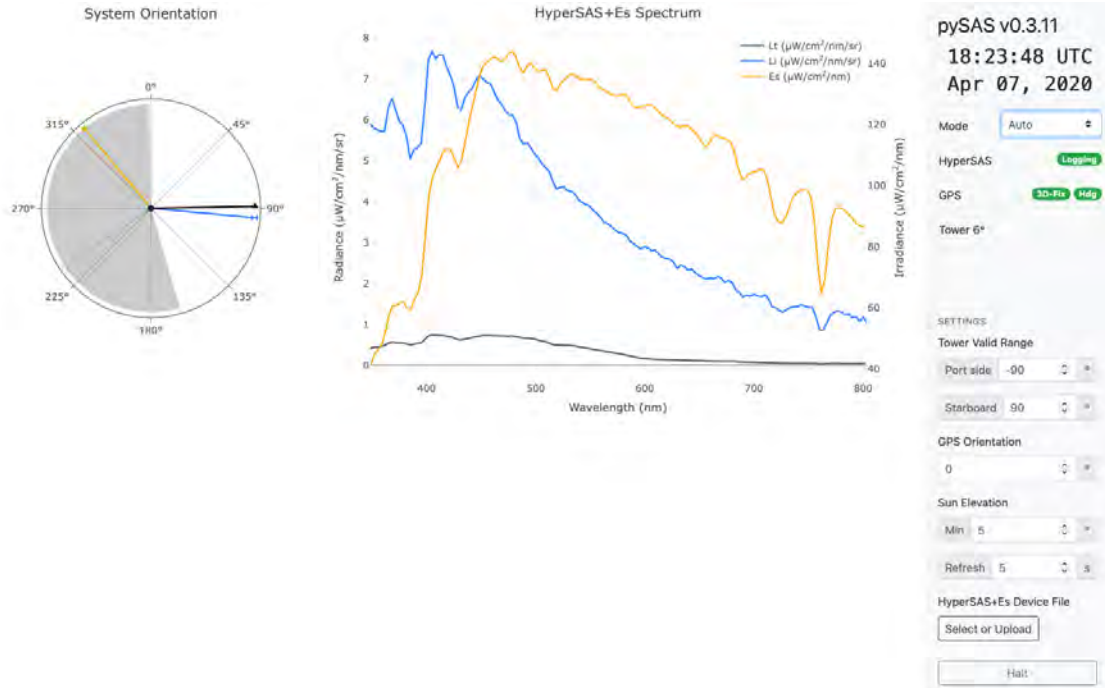 System Orientation
0°
45°
90°
135°
180°
225°
270°
315°
HyperSAS+Es Spectrum
Lt (µW/cm²/nm/sr)
Li (µW/cm²/nm/sr)
Es (µW/cm²/nm)
Radiance (µW/cm²/nm/sr)
8
7
6
5
4
3
2
1
0
Irradiance (µW/cm²/nm)
140
120
100
80
60
40
400
500
600
700
800
Wavelength (nm)
pySAS v0.3.11
18:23:48 UTC
Apr 07, 2020
Mode Auto
HyperSAS Logging
GPS 3D-Fix Hdg
Tower 6°
SETTINGS
Tower Valid Range
Port side -90 °
Starboard 90 °
GPS Orientation
0 °
Sun Elevation
Min 5 °
Refresh 5 s
HyperSAS+Es Device File
Select or Upload
Halt